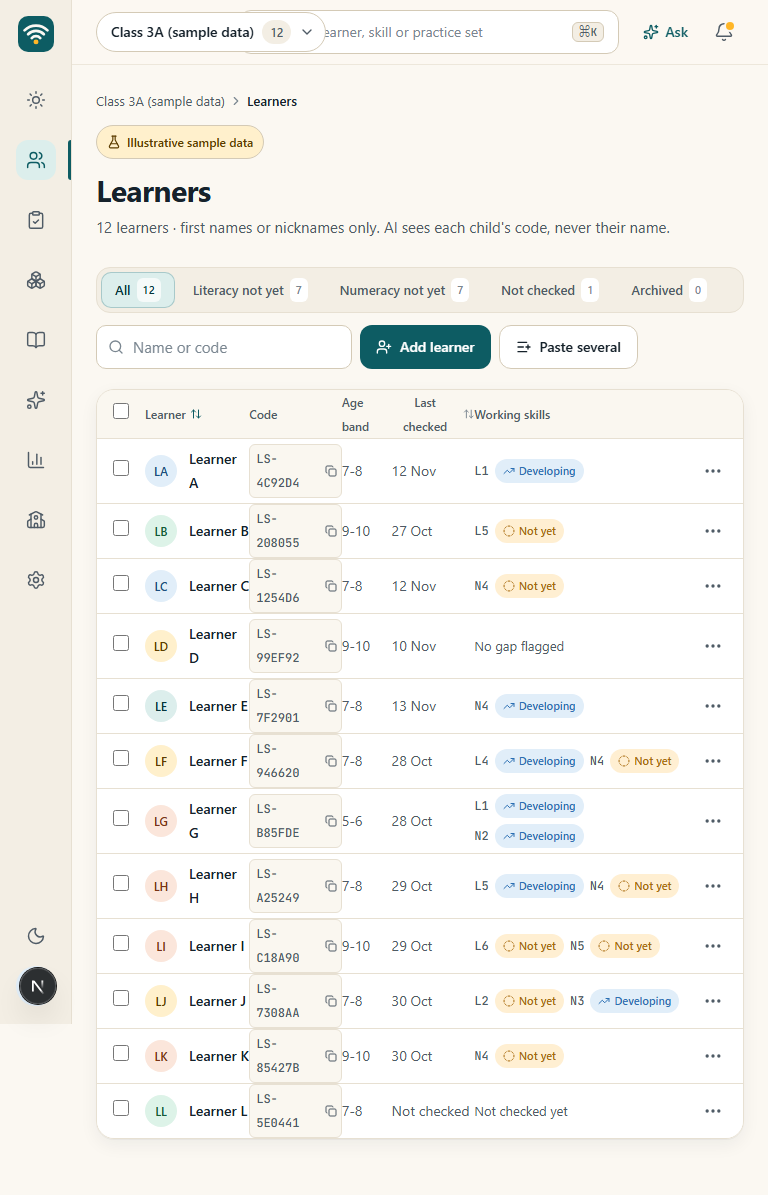 Class 3A (sample data) 12 earner, skill or practice set ⌘K Ask
Class 3A (sample data) > Learners
Illustrative sample data
Learners
12 learners · first names or nicknames only. AI sees each child's code, never their name.
All 12 Literacy not yet 7 Numeracy not yet 7 Not checked 1 Archived 0
Name or code Add learner Paste several
Learner Code Age band Last checked Working skills
LA Learner A LS-4C92D4 7-8 12 Nov L1 Developing
LB Learner B LS-208055 9-10 27 Oct L5 Not yet
LC Learner C LS-1254D6 7-8 12 Nov N4 Not yet
LD Learner D LS-99EF92 9-10 10 Nov No gap flagged
LE Learner E LS-7F2901 7-8 13 Nov N4 Developing
LF Learner F LS-946620 7-8 28 Oct L4 Developing N4 Not yet
LG Learner G LS-B85FDE 5-6 28 Oct L1 Developing
N2 Developing
LH Learner H LS-A25249 7-8 29 Oct L5 Developing N4 Not yet
LI Learner I LS-C18A90 9-10 29 Oct L6 Not yet N5 Not yet
LJ Learner J LS-7308AA 7-8 30 Oct L2 Not yet N3 Developing
LK Learner K LS-85427B 9-10 30 Oct N4 Not yet
LL Learner L LS-5E0441 7-8 Not checked Not checked yet
N